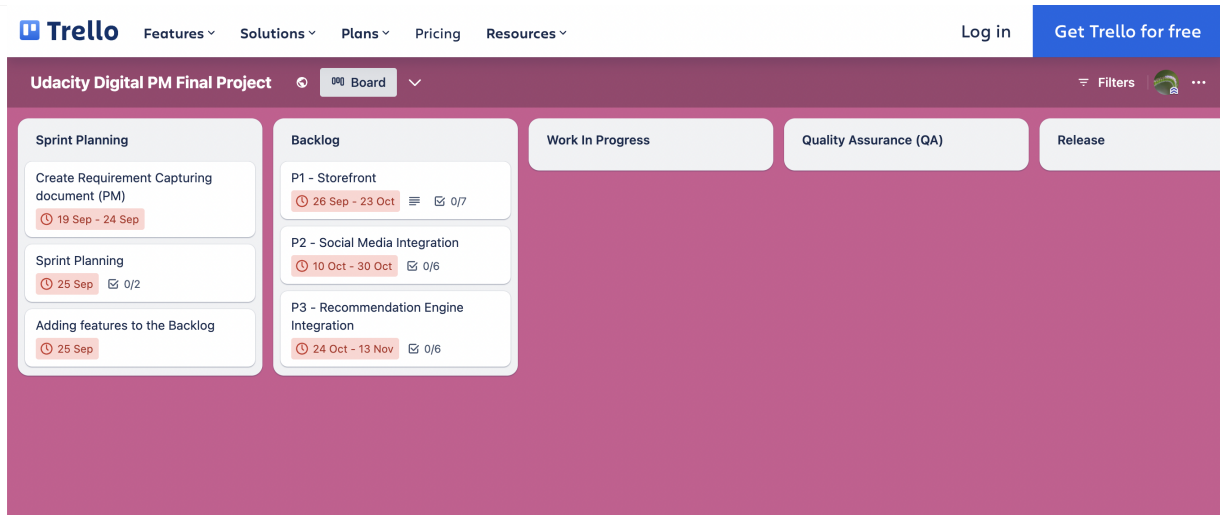 Trello Features Solutions Plans Pricing Resources Log in Get Trello for free
Udacity Digital PM Final Project Board Filters
Sprint Planning
Create Requirement Capturing
document (PM)
19 Sep - 24 Sep
Sprint Planning
25 Sep 0/2
Adding features to the Backlog
25 Sep
Backlog
P1 - Storefront
26 Sep - 23 Oct 0/7
P2 - Social Media Integration
10 Oct - 30 Oct 0/6
P3 - Recommendation Engine
Integration
24 Oct - 13 Nov 0/6
Work In Progress
Quality Assurance (QA)
Release